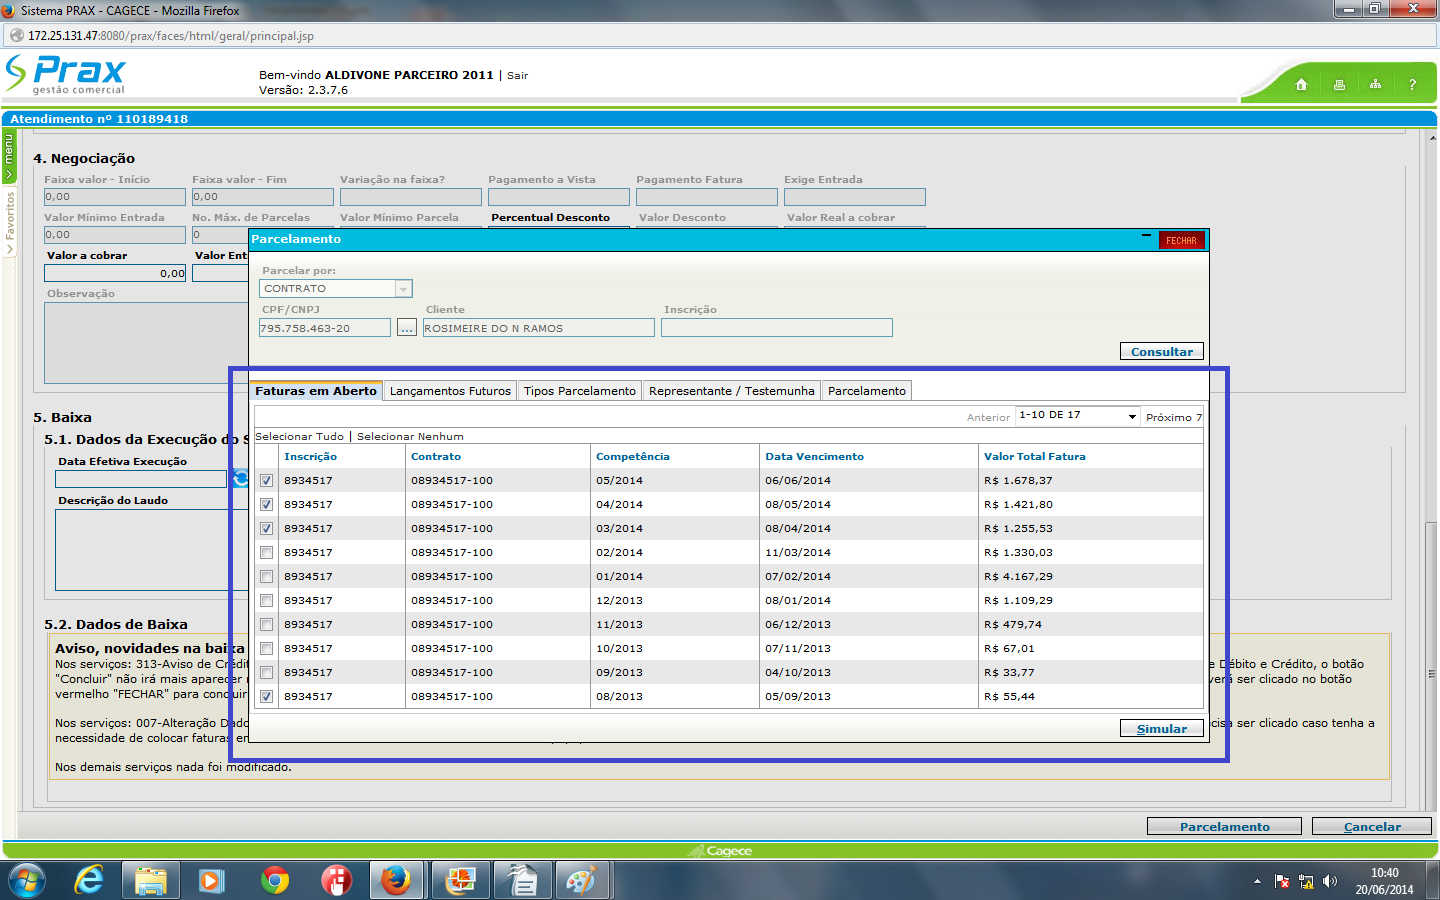 Sistema PRAX - CAGECE - Mozilla Firefox
172.25.131.47:8080/prax/faces/html/geral/principal.jsp
Prax
gestão comercial
Bem-vindo ALDIVONE PARCEIRO 2011 | Sair
Versão: 2.3.7.6
?
Atendimento nº 110189418
menu
Favoritos
4. Negociação
Faixa valor - Início Faixa valor - Fim Variação na faixa? Pagamento a Vista Pagamento Fatura Exige Entrada
0,00 0,00
Valor Mínimo Entrada No. Máx. de Parcelas Valor Mínimo Parcela Percentual Desconto Valor Desconto Valor Real a cobrar
0,00 0
Valor a cobrar Valor Ent
0,00
Observação
Parcelamento FECHAR
Parcelar por:
CONTRATO
CPF/CNPJ Cliente Inscrição
795.758.463-20 ... ROSIMEIRE DO N RAMOS
Consultar
Faturas em Aberto Lançamentos Futuros Tipos Parcelamento Representante / Testemunha Parcelamento
Anterior 1-10 DE 17 Próximo 7
Selecionar Tudo | Selecionar Nenhum
Inscrição Contrato Competência Data Vencimento Valor Total Fatura
8934517 08934517-100 05/2014 06/06/2014 R$ 1.678,37
8934517 08934517-100 04/2014 08/05/2014 R$ 1.421,80
8934517 08934517-100 03/2014 08/04/2014 R$ 1.255,53
8934517 08934517-100 02/2014 11/03/2014 R$ 1.330,03
8934517 08934517-100 01/2014 07/02/2014 R$ 4.167,29
8934517 08934517-100 12/2013 08/01/2014 R$ 1.109,29
8934517 08934517-100 11/2013 06/12/2013 R$ 479,74
8934517 08934517-100 10/2013 07/11/2013 R$ 67,01
8934517 08934517-100 09/2013 04/10/2013 R$ 33,77
8934517 08934517-100 08/2013 05/09/2013 R$ 55,44
Simular
5. Baixa
5.1. Dados da Execução do S
Data Efetiva Execução
Descrição do Laudo
5.2. Dados de Baixa
Aviso, novidades na baixa
Nos serviços: 313-Aviso de Crédit e Débito e Crédito, o botão
"Concluir" não irá mais aparecer verá ser clicado no botão
vermelho "FECHAR" para concluir
Nos serviços: 007-Alteração Dado cisa ser clicado caso tenha a
necessidade de colocar faturas en
Nos demais serviços nada foi modificado.
Parcelamento Cancelar
Cagece
10:40
20/06/2014